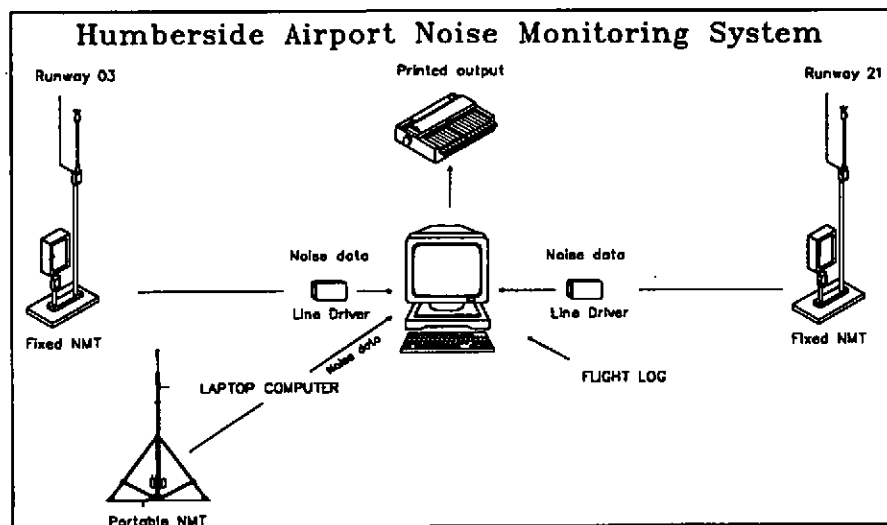 Humberside Airport Noise Monitoring System
Printed output
Runway 03
Runway 21
Noise data
Noise data
Line Driver
Line Driver
Fixed NMT
Fixed NMT
Noise data
LAPTOP COMPUTER
FLIGHT LOG
Portable NMT